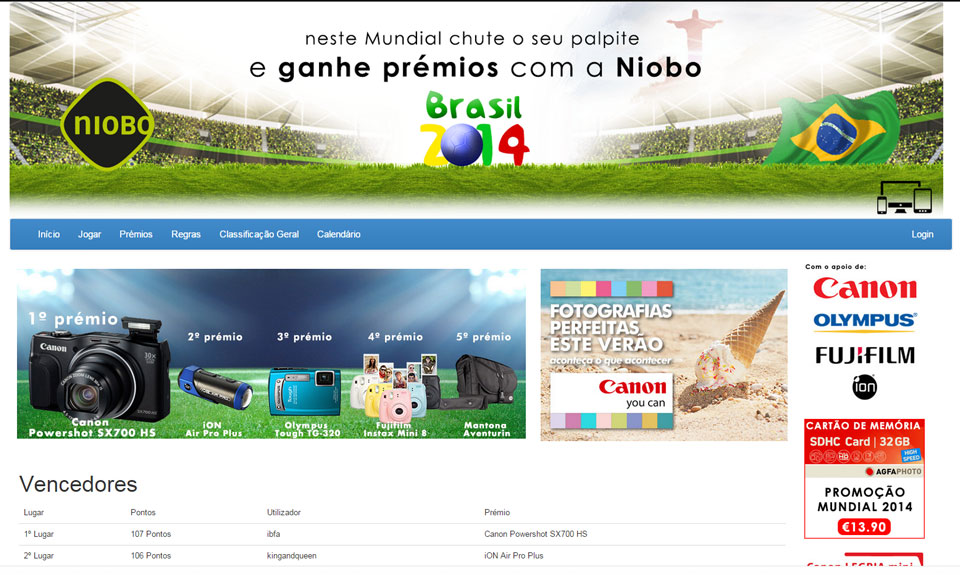 neste Mundial chute o seu palpite
e ganhe prémios com a Niobo
NIOBO
Brasil
2014
Início Jogar Prémios Regras Classificação Geral Calendário Login
1º prémio
2º prémio
3º prémio
4º prémio
5º prémio
Canon
Canon
Powershot SX700 HS
iON
Air Pro Plus
Olympus
Tough TG-320
Fujifilm
Instax Mini 8
Mantona
Aventurin
FOTOGRAFIAS
PERFEITAS
ESTE VERÃO
aconteça o que acontecer
Canon
you can
Com o apoio de:
Canon
OLYMPUS
FUJIFILM
iON
CARTÃO DE MEMÓRIA
SDHC Card | 32GB
HIGH
SPEED
AGFAPHOTO
PROMOÇÃO
MUNDIAL 2014
€13.90
Canon LEGRIA mini
Vencedores
Lugar Pontos Utilizador Prémio
1º Lugar 107 Pontos ibfa Canon Powershot SX700 HS
2º Lugar 106 Pontos kingandqueen iON Air Pro Plus